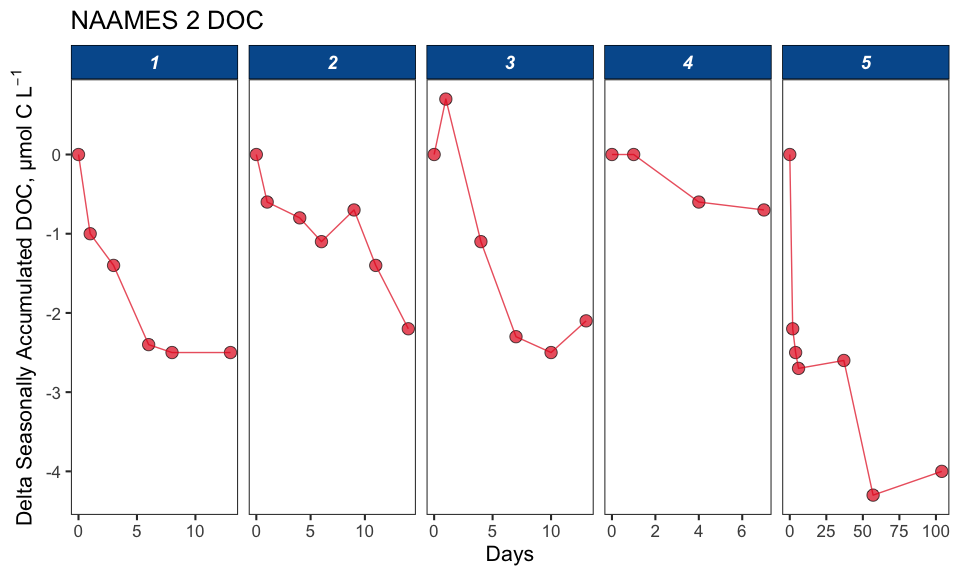 NAAMES 2 DOC
1 2 3 4 5
Delta Seasonally Accumulated DOC, μmol C L⁻¹
0
-1
-2
-3
-4
0 5 10 0 5 10 0 5 10 0 2 4 6 0 25 50 75 100
Days